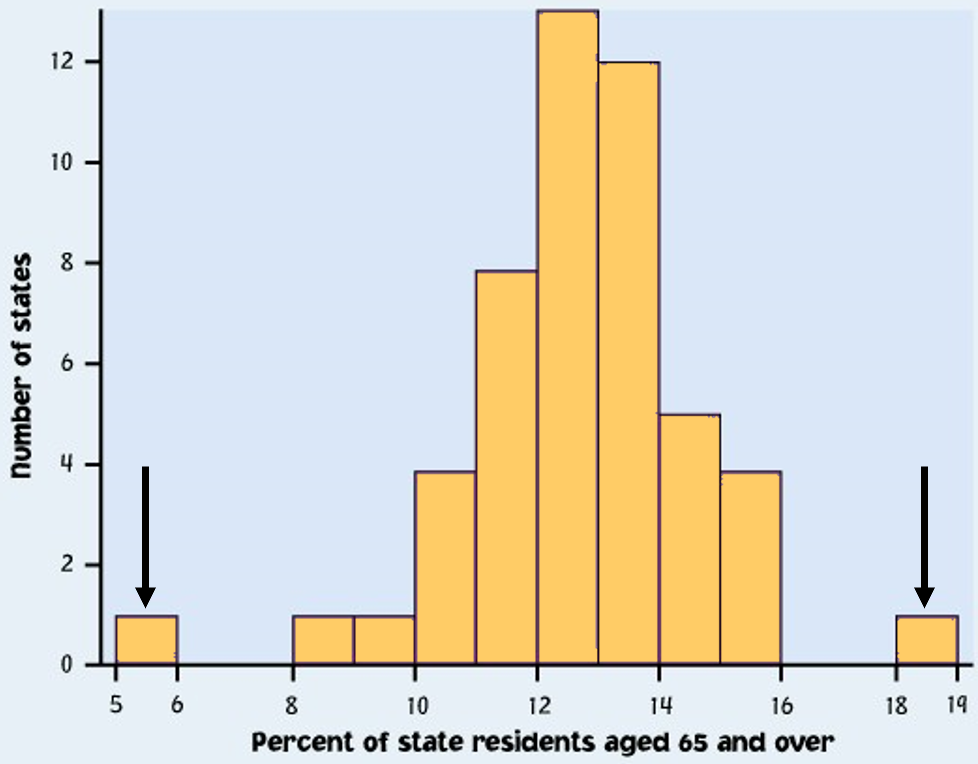 12
10
8
6
4
2
0
Number of states
5 6 8 10 12 14 16 18 19
Percent of state residents aged 65 and over